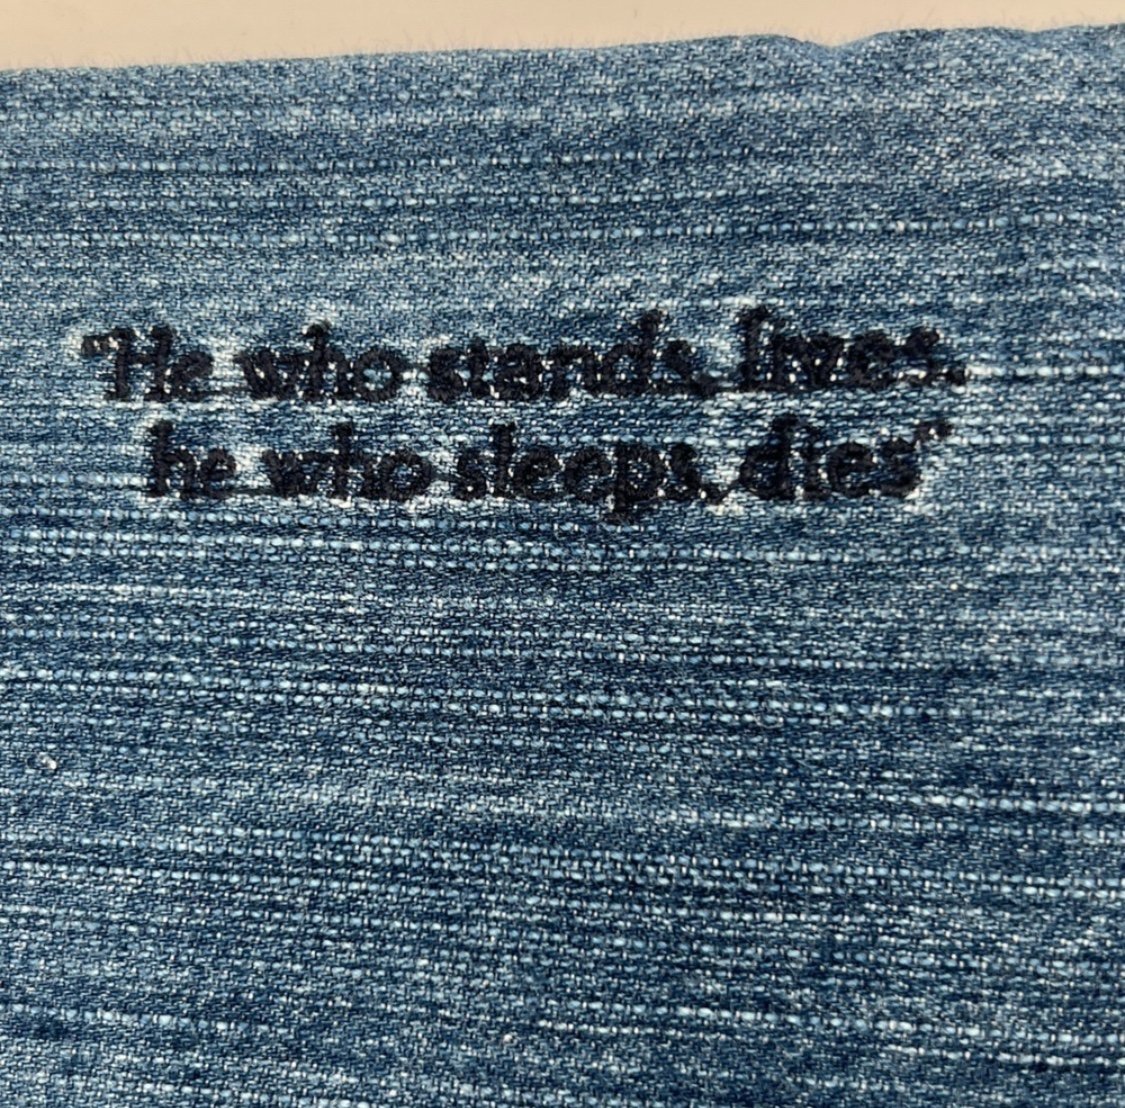 "He who stands, lives,
he who sleeps, dies"